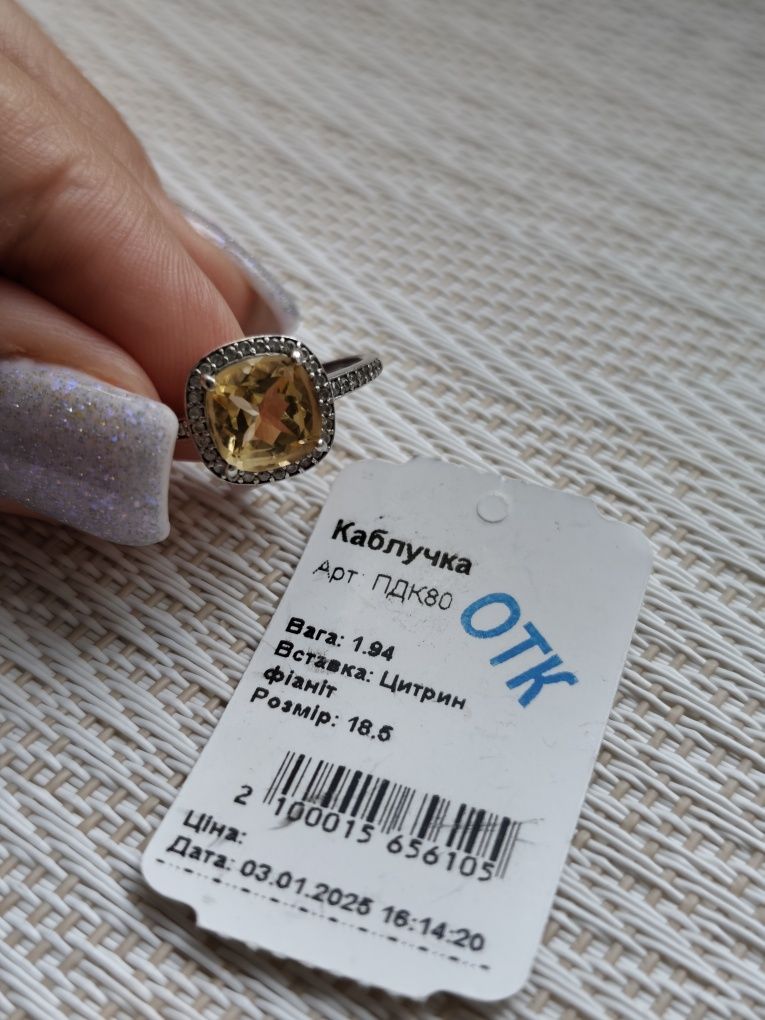 Каблучка
Арт: ПДК80
ОТК
Вага: 1.94
Вставка: Цитрин
фіаніт
Розмір: 18.5
2 100015 656105
Ціна:
Дата: 03.01.2025 16:14:20